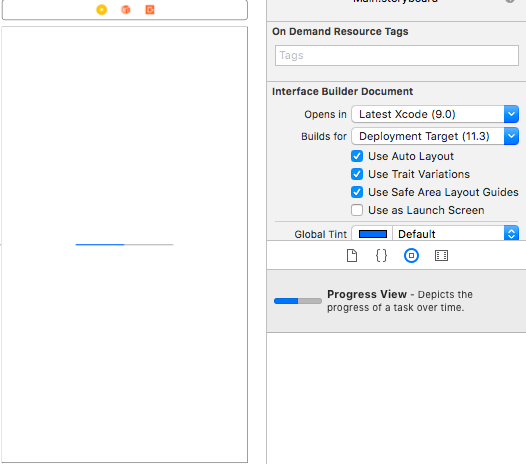 Main.storyboard
On Demand Resource Tags
Tags
Interface Builder Document
Opens in Latest Xcode (9.0)
Builds for Deployment Target (11.3)
Use Auto Layout
Use Trait Variations
Use Safe Area Layout Guides
Use as Launch Screen
Global Tint Default
{}
Progress View - Depicts the
progress of a task over time.